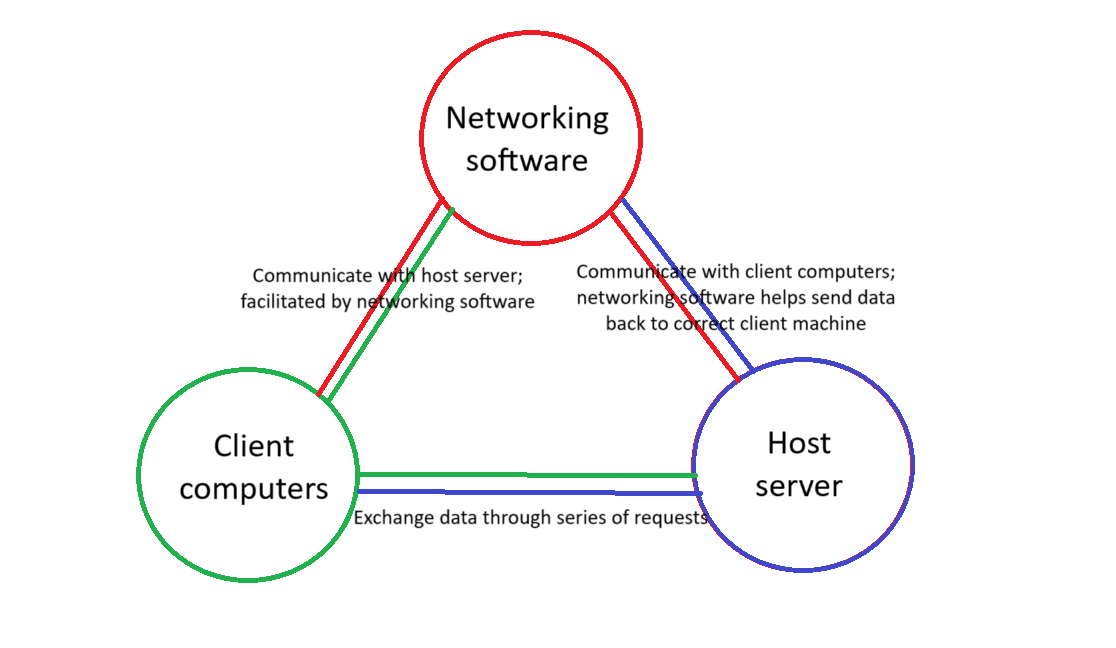 Networking
software
Communicate with host server;
facilitated by networking software
Communicate with client computers;
networking software helps send data
back to correct client machine
Client
computers
Host
server
Exchange data through series of requests